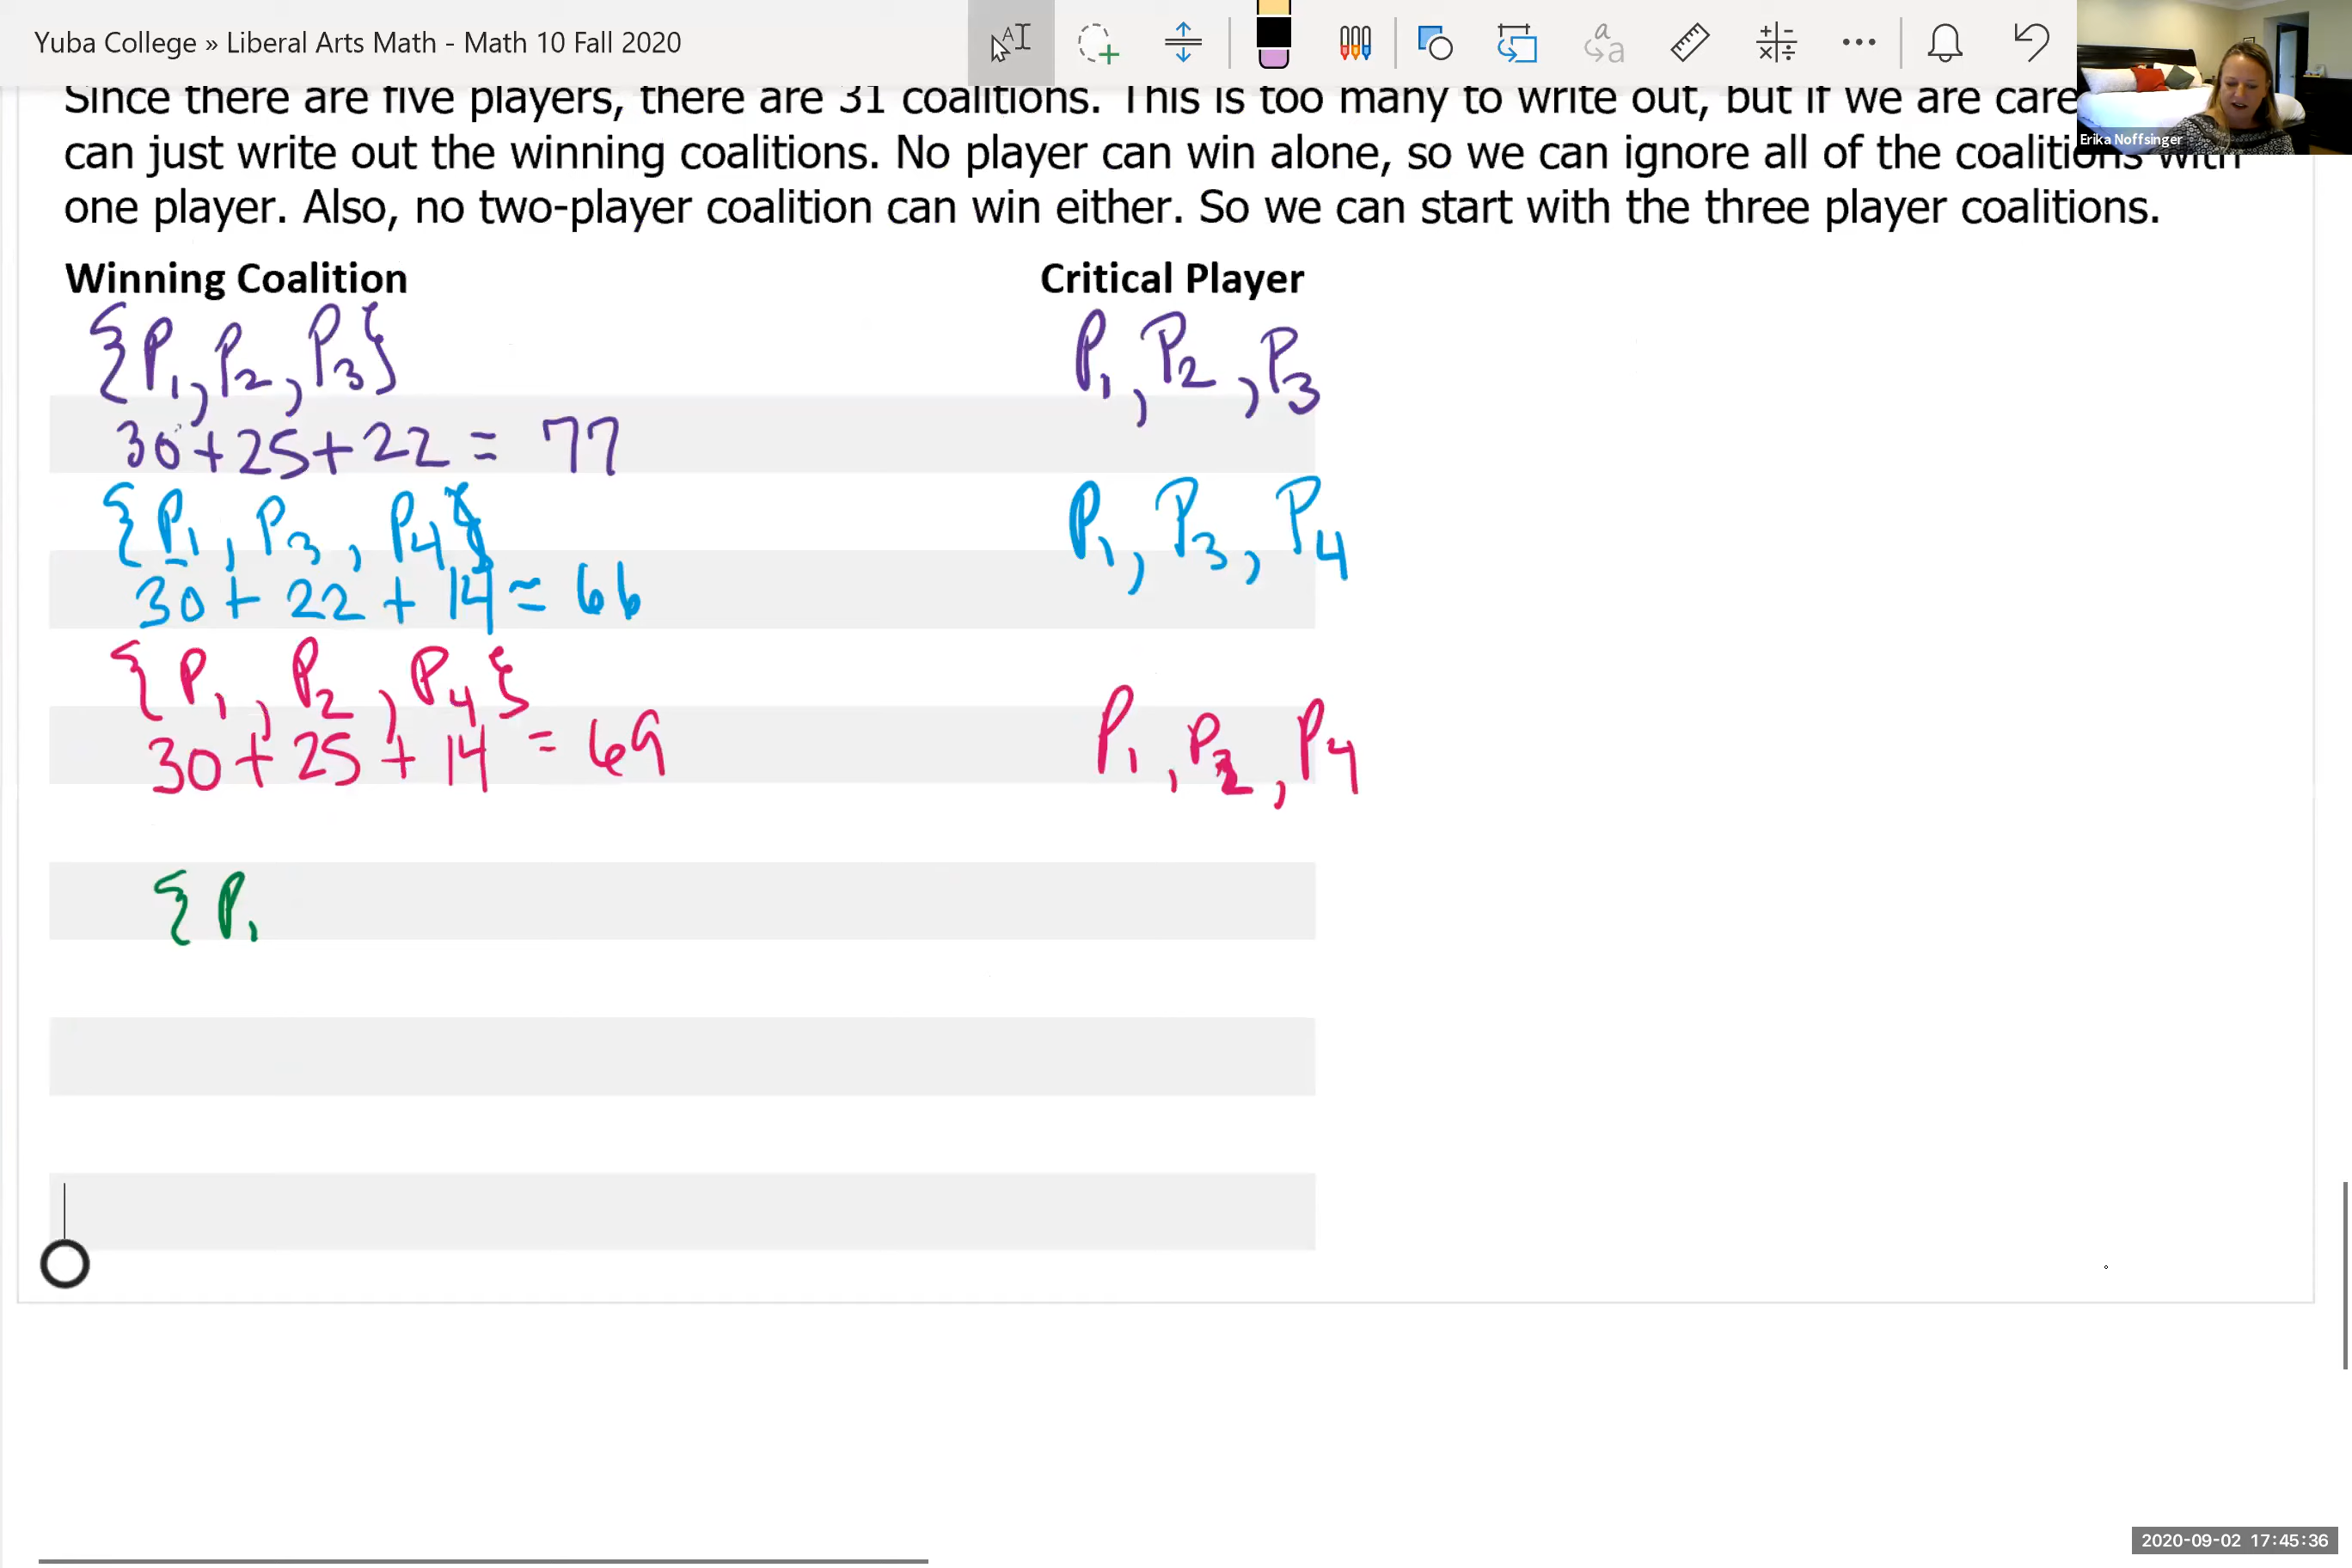 Yuba College » Liberal Arts Math - Math 10 Fall 2020
Erika Noffsinger
Since there are five players, there are 31 coalitions. This is too many to write out, but if we are care
can just write out the winning coalitions. No player can win alone, so we can ignore all of the coalitions with
one player. Also, no two-player coalition can win either. So we can start with the three player coalitions.
Winning Coalition Critical Player
{P₁, P₂, P₃} P₁, P₂, P₃
30+25+22 = 77
{P₁, P₃, P₄} P₁, P₃, P₄
30+ 22 + 14 = 66
{P₁, P₂, P₄} P₁, P₂, P₄
30+ 25 + 14 = 69
{P₁
2020-09-02 17:45:36